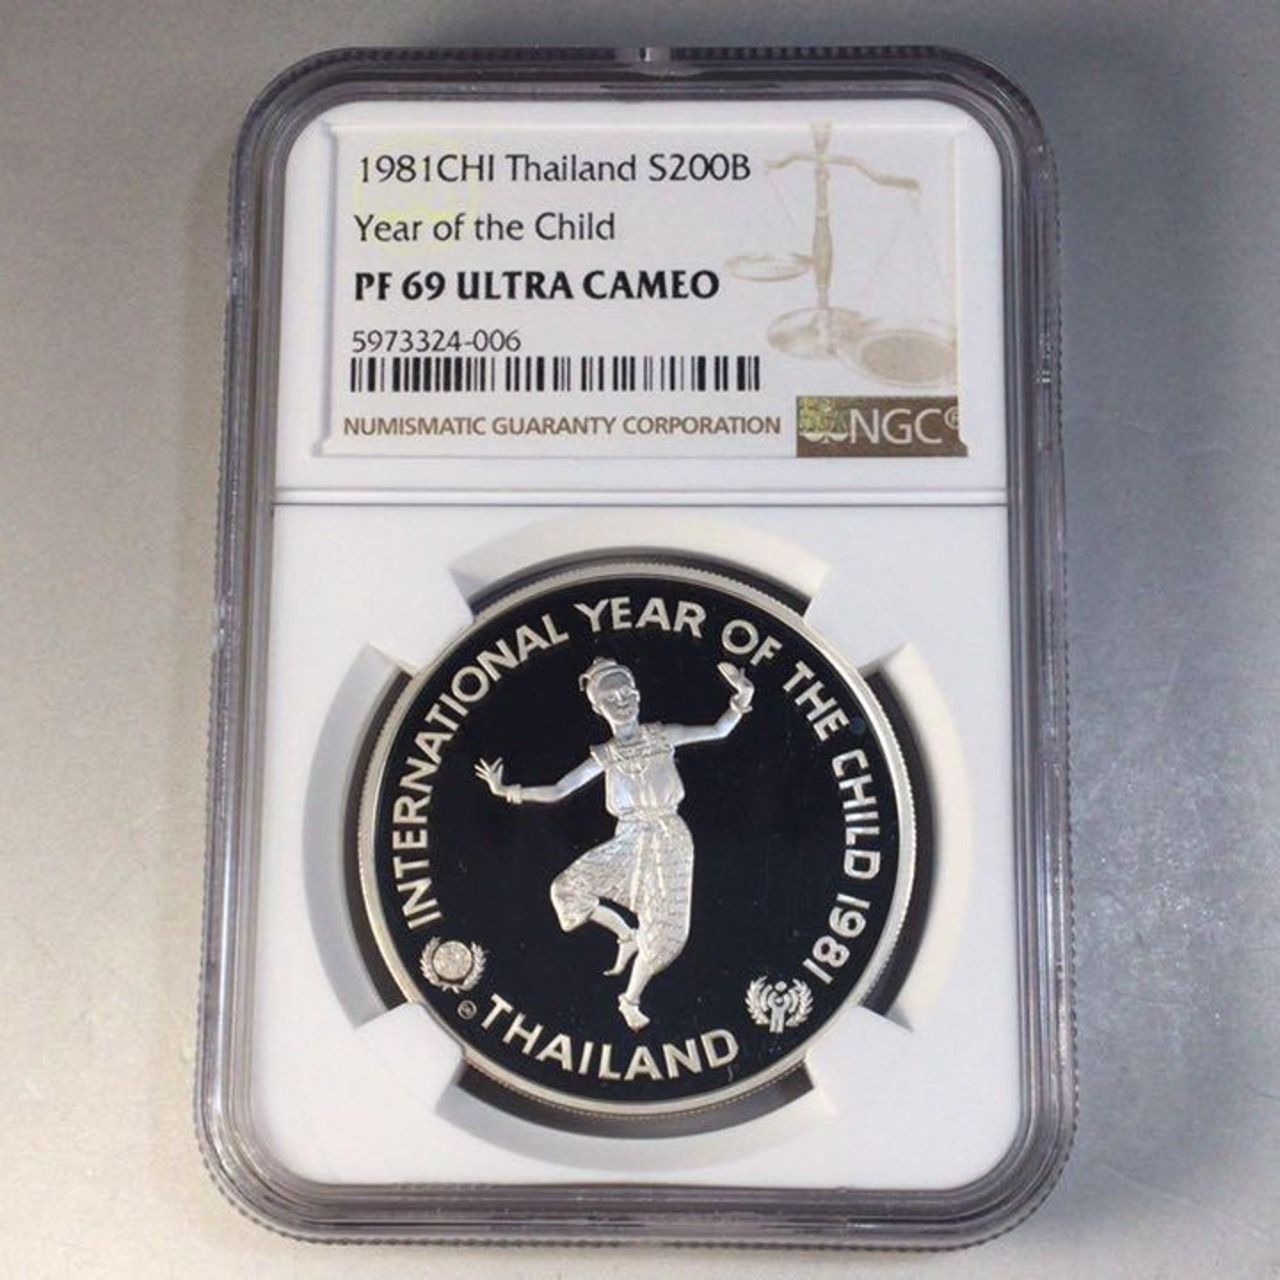 1981CHI Thailand S200B
Year of the Child
PF 69 ULTRA CAMEO
5973324-006
NUMISMATIC GUARANTY CORPORATION
NGC®
INTERNATIONAL YEAR OF THE CHILD 1981
THAILAND